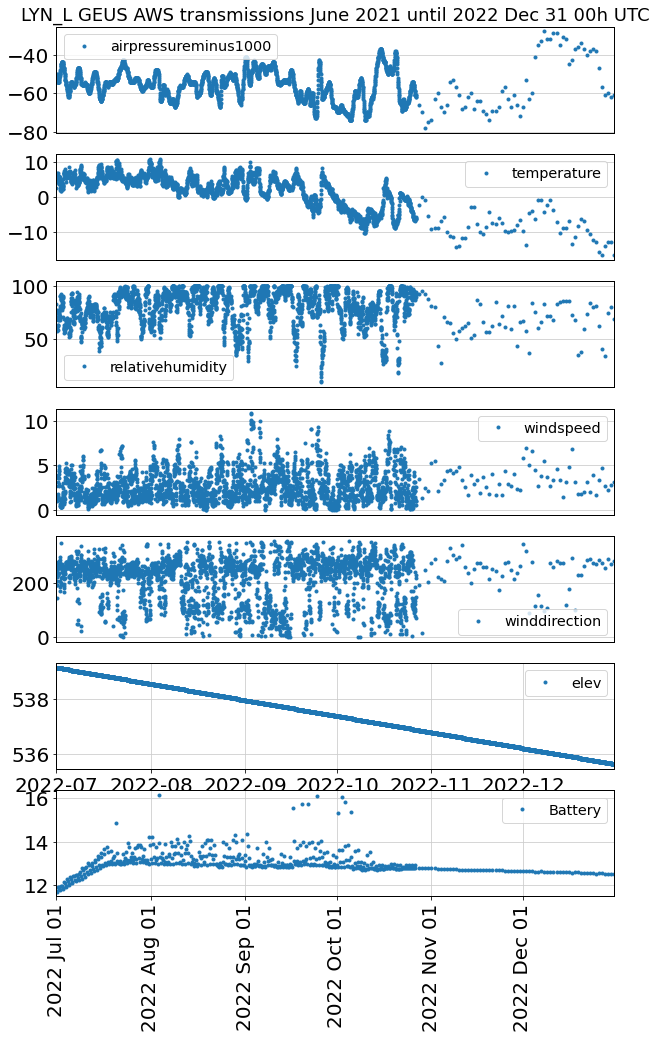 LYN_L GEUS AWS transmissions June 2021 until 2022 Dec 31 00h UTC
airpressureminus1000
−40
−60
−80
temperature
10
0
−10
relativehumidity
100
50
windspeed
10
5
0
winddirection
200
0
elev
538
536
2022-07 2022-08 2022-09 2022-10 2022-11 2022-12
Battery
16
14
12
2022 Jul 01
2022 Aug 01
2022 Sep 01
2022 Oct 01
2022 Nov 01
2022 Dec 01